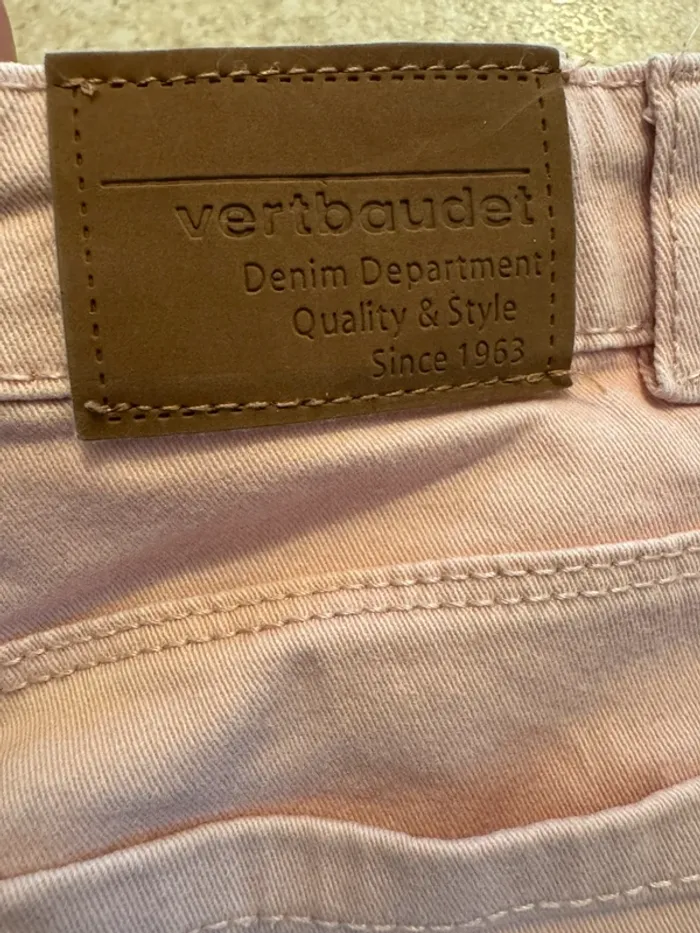 vertbaudet
Denim Department
Quality & Style
Since 1963